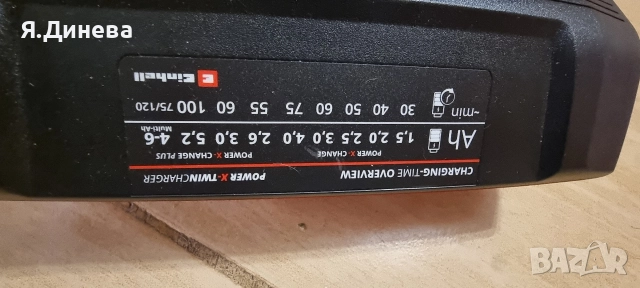 Я.Динева
CHARGING-TIME OVERVIEW POWER X-TWINCHARGER
POWER X-CHANGE POWER X-CHANGE PLUS
Ah 1,5 2,0 2,5 3,0 4,0 2,6 3,0 5,2 4-6
Multi-Ah
~min 30 40 50 60 75 55 60 100 75/120
Einhell
BAZAR